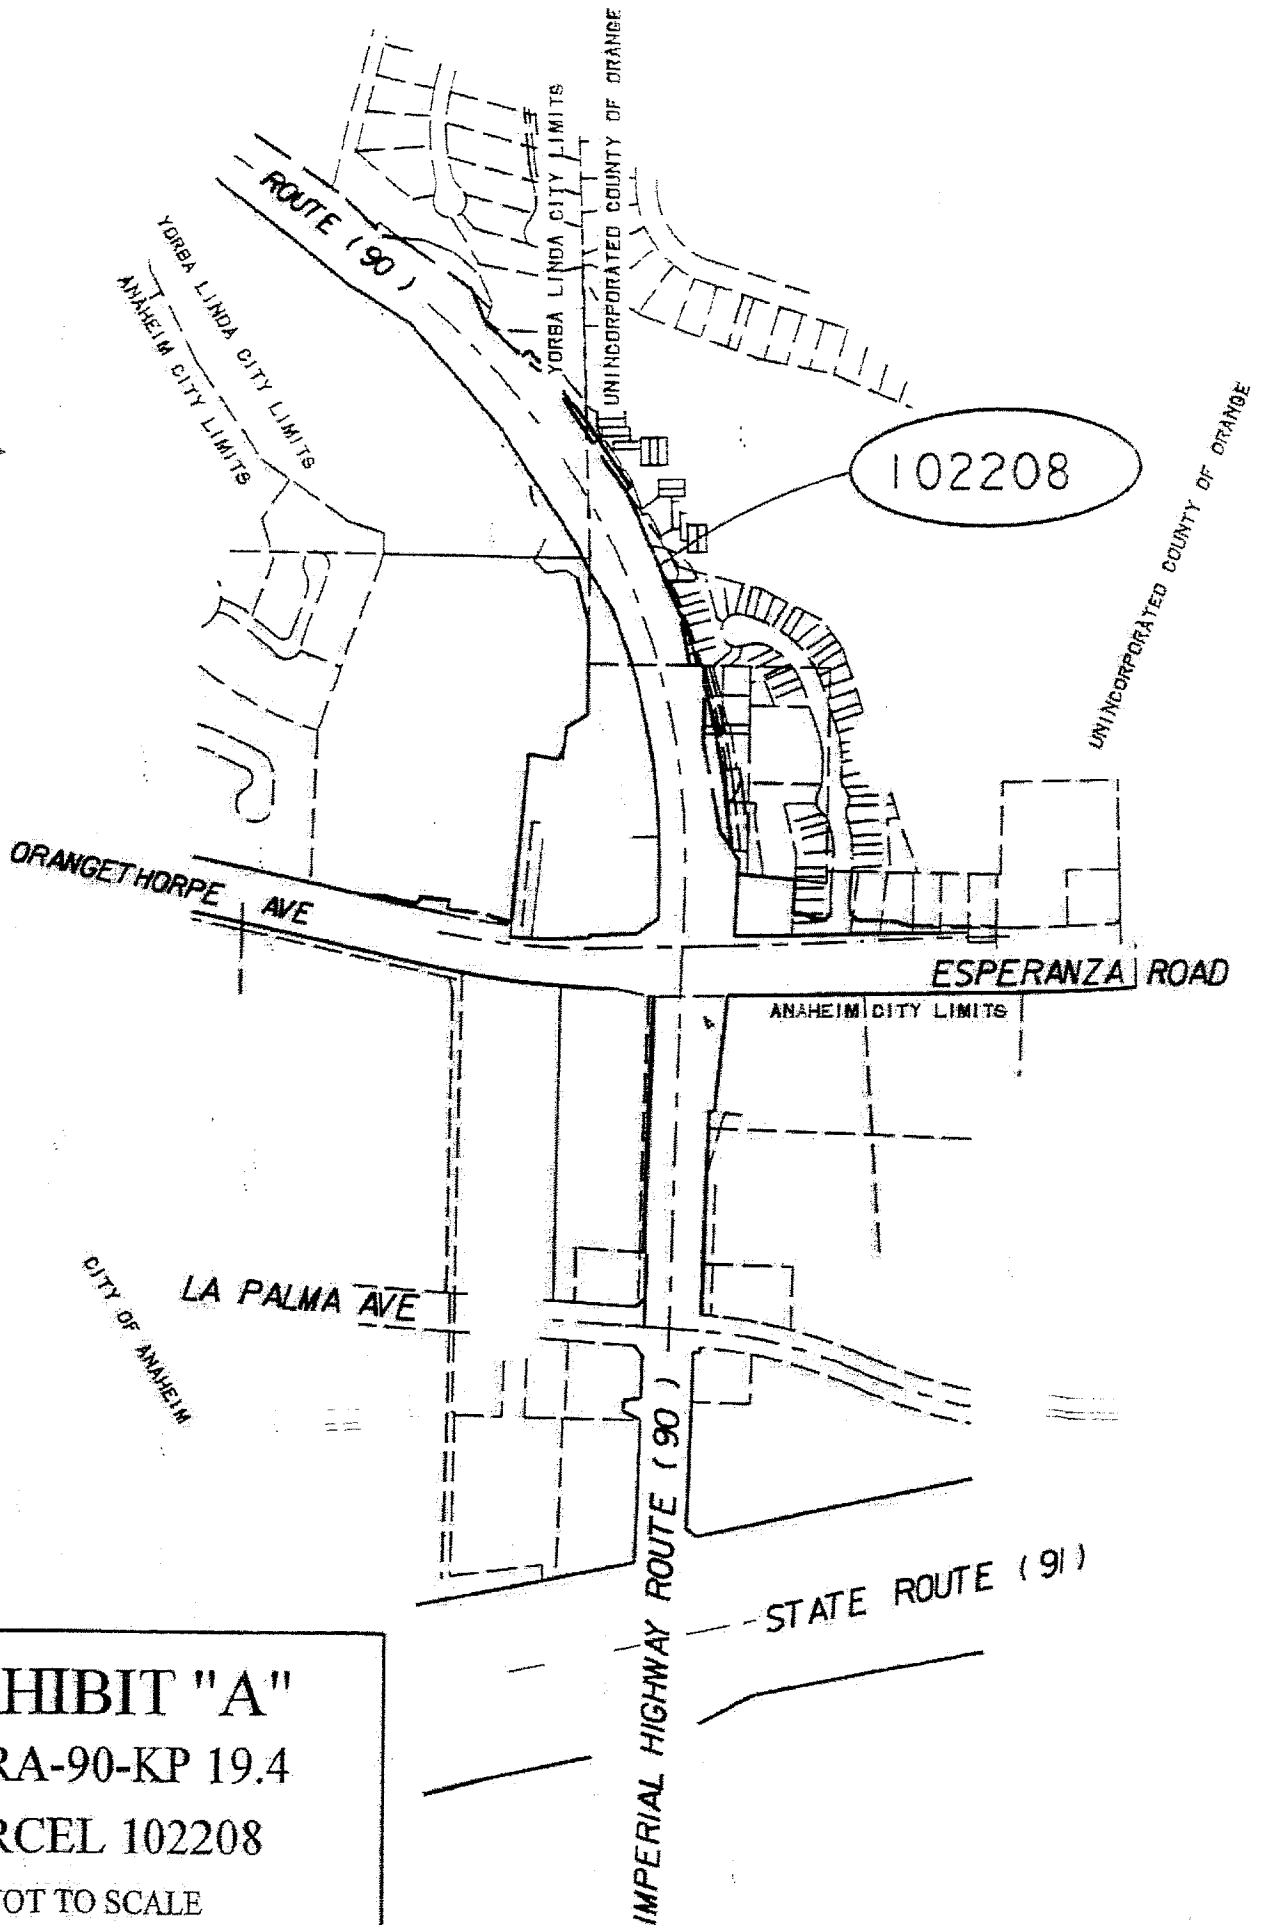 YORBA LINDA CITY LIMITS
UNINCORPORATED COUNTY OF ORANGE
ROUTE (90)
YORBA LINDA CITY LIMITS
ANAHEIM CITY LIMITS
102208
UNINCORPORATED COUNTY OF ORANGE
ORANGETHORPE AVE
ESPERANZA ROAD
ANAHEIM CITY LIMITS
CITY OF ANAHEIM
LA PALMA AVE
IMPERIAL HIGHWAY ROUTE (90)
STATE ROUTE (91)
HIBIT "A"
RA-90-KP 19.4
RCEL 102208
NOT TO SCALE